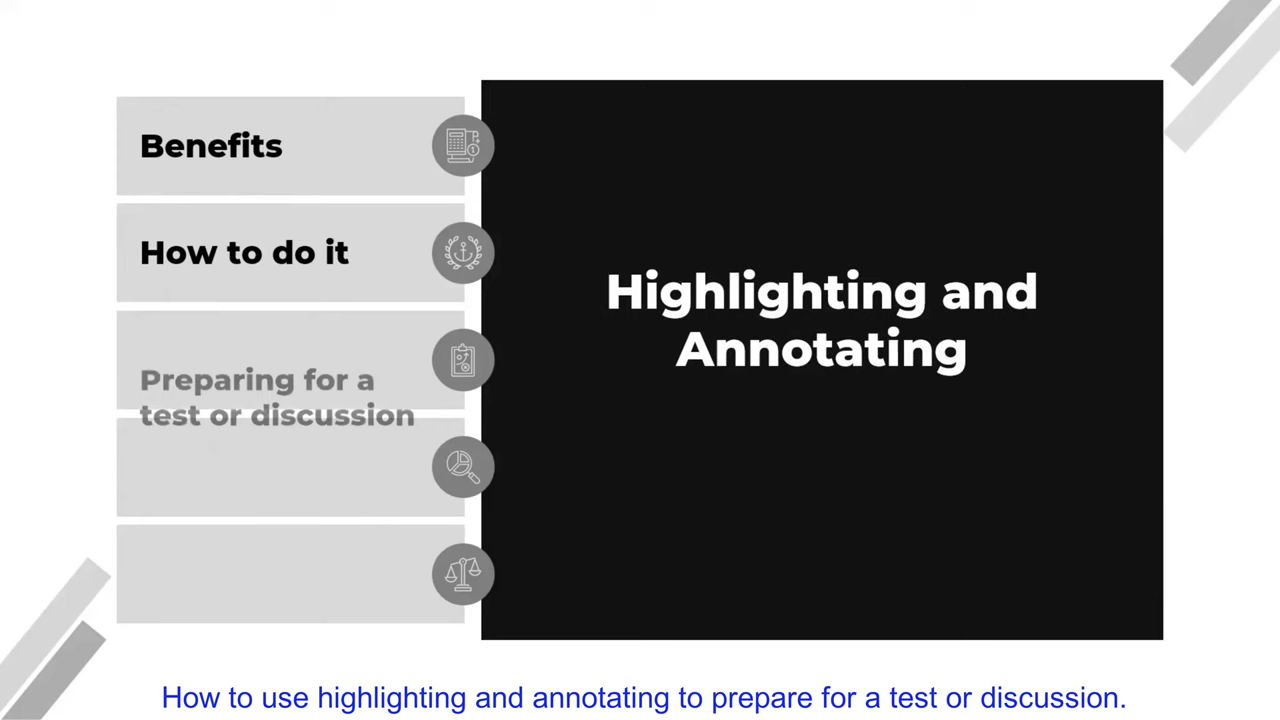 Benefits
How to do it
Preparing for a
test or discussion
Highlighting and
Annotating
How to use highlighting and annotating to prepare for a test or discussion.